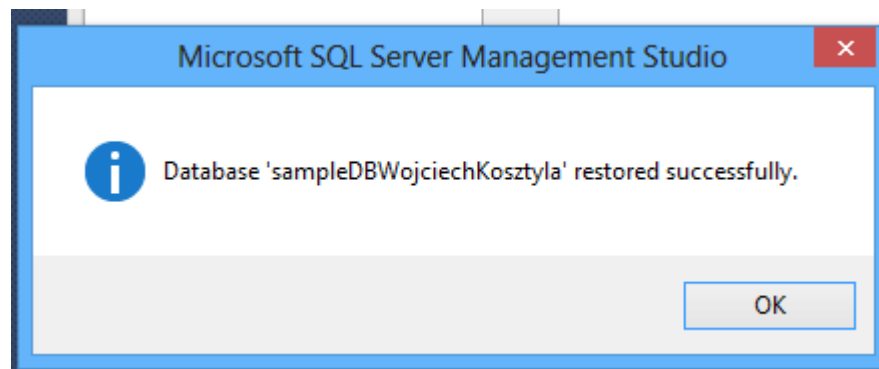 Microsoft SQL Server Management Studio
Database 'sampleDBWojciechKosztyla' restored successfully.
OK